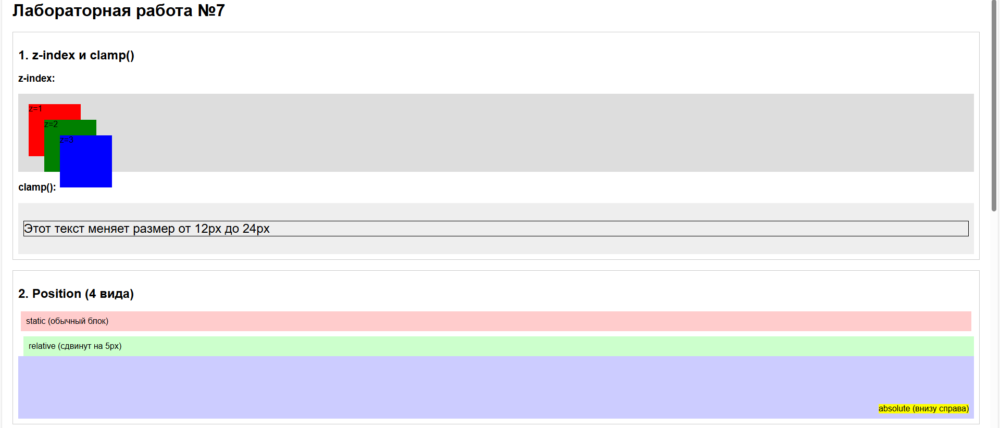 Лабораторная работа №7
1. z-index и clamp()
z-index:
z=1
z=2
z=3
clamp():
Этот текст меняет размер от 12px до 24px
2. Position (4 вида)
static (обычный блок)
relative (сдвинут на 5px)
absolute (внизу справа)